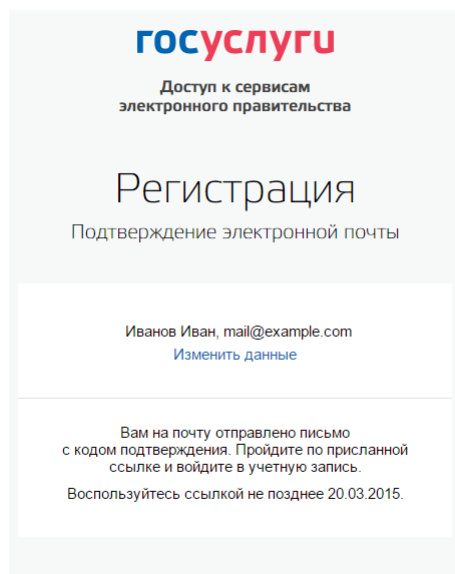 госуслуги
Доступ к сервисам
электронного правительства
Регистрация
Подтверждение электронной почты
Иванов Иван, mail@example.com
Изменить данные
Вам на почту отправлено письмо
с кодом подтверждения. Пройдите по присланной
ссылке и войдите в учетную запись.
Воспользуйтесь ссылкой не позднее 20.03.2015.